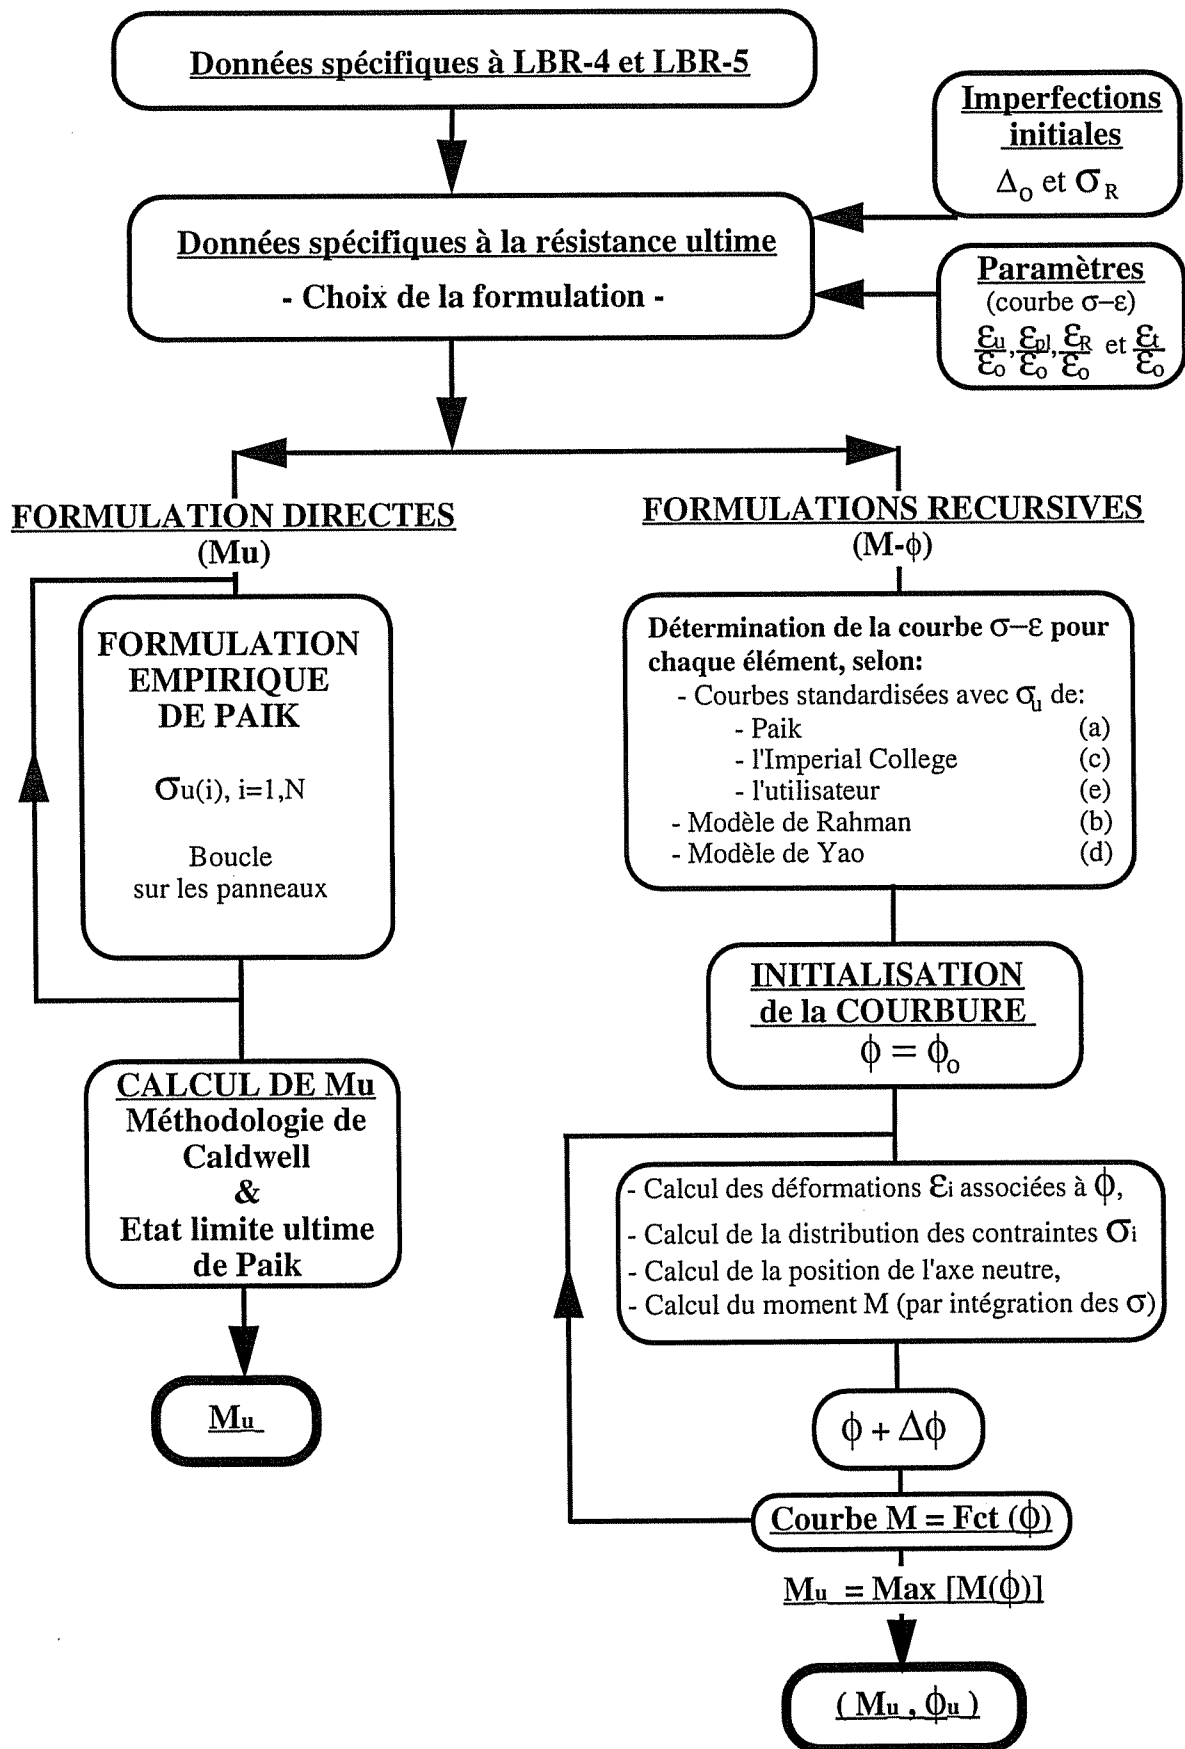 Données spécifiques à LBR-4 et LBR-5
Imperfections
initiales
Δo et σR
Données spécifiques à la résistance ultime
- Choix de la formulation -
Paramètres
(courbe σ–ε)
εu/εo, εpl/εo, εR/εo et εt/εo
FORMULATION DIRECTES
(Mu)
FORMULATION
EMPIRIQUE
DE PAIK
σu(i), i=1,N
Boucle
sur les panneaux
CALCUL DE Mu
Méthodologie de
Caldwell
&
Etat limite ultime
de Paik
Mu
FORMULATIONS RECURSIVES
(M-ϕ)
Détermination de la courbe σ–ε pour
chaque élément, selon:
- Courbes standardisées avec σu de:
- Paik (a)
- l'Imperial College (c)
- l'utilisateur (e)
- Modèle de Rahman (b)
- Modèle de Yao (d)
INITIALISATION
de la COURBURE
ϕ = ϕo
- Calcul des déformations εi associées à ϕ,
- Calcul de la distribution des contraintes σi
- Calcul de la position de l'axe neutre,
- Calcul du moment M (par intégration des σ)
ϕ + Δϕ
Courbe M = Fct (ϕ)
Mu = Max [M(ϕ)]
( Mu , ϕu )